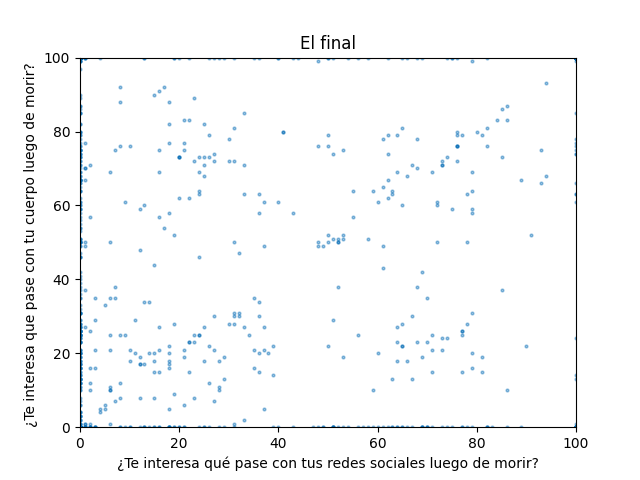 El final
¿Te interesa que pase con tu cuerpo luego de morir?
100
80
60
40
20
0
0 20 40 60 80 100
¿Te interesa qué pase con tus redes sociales luego de morir?